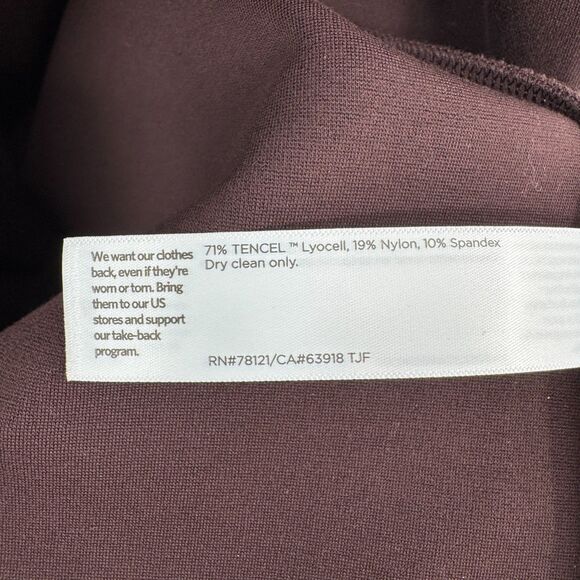 We want our clothes
back, even if they're
worn or torn. Bring
them to our US
stores and support
our take-back
program.
71% TENCEL ™ Lyocell, 19% Nylon, 10% Spandex
Dry clean only.
RN#78121/CA#63918 TJF